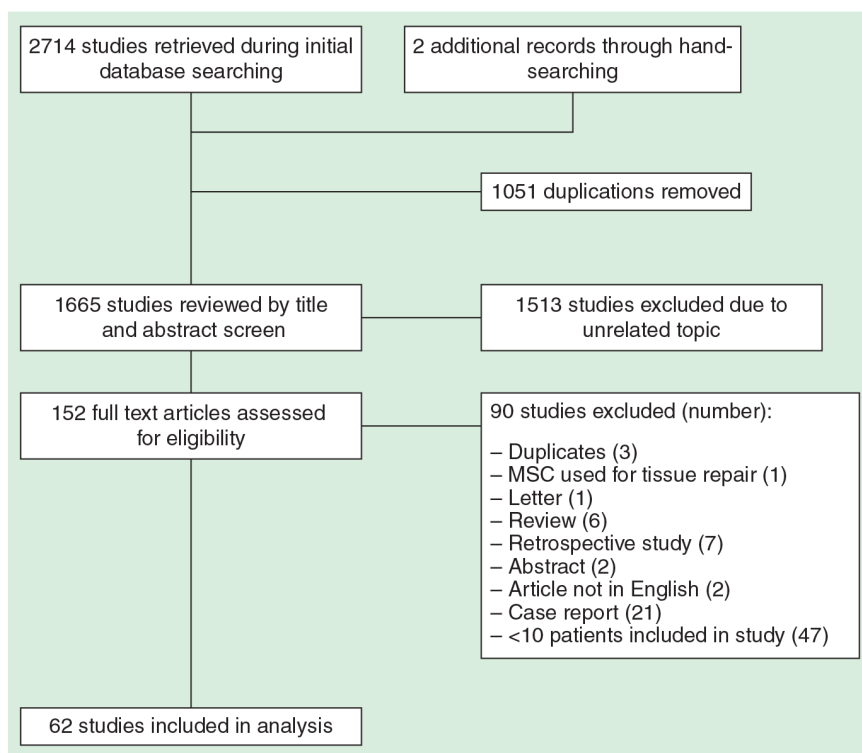 2714 studies retrieved during initial
database searching
2 additional records through hand-
searching
1051 duplications removed
1665 studies reviewed by title
and abstract screen
1513 studies excluded due to
unrelated topic
152 full text articles assessed
for eligibility
90 studies excluded (number):
– Duplicates (3)
– MSC used for tissue repair (1)
– Letter (1)
– Review (6)
– Retrospective study (7)
– Abstract (2)
– Article not in English (2)
– Case report (21)
– <10 patients included in study (47)
62 studies included in analysis